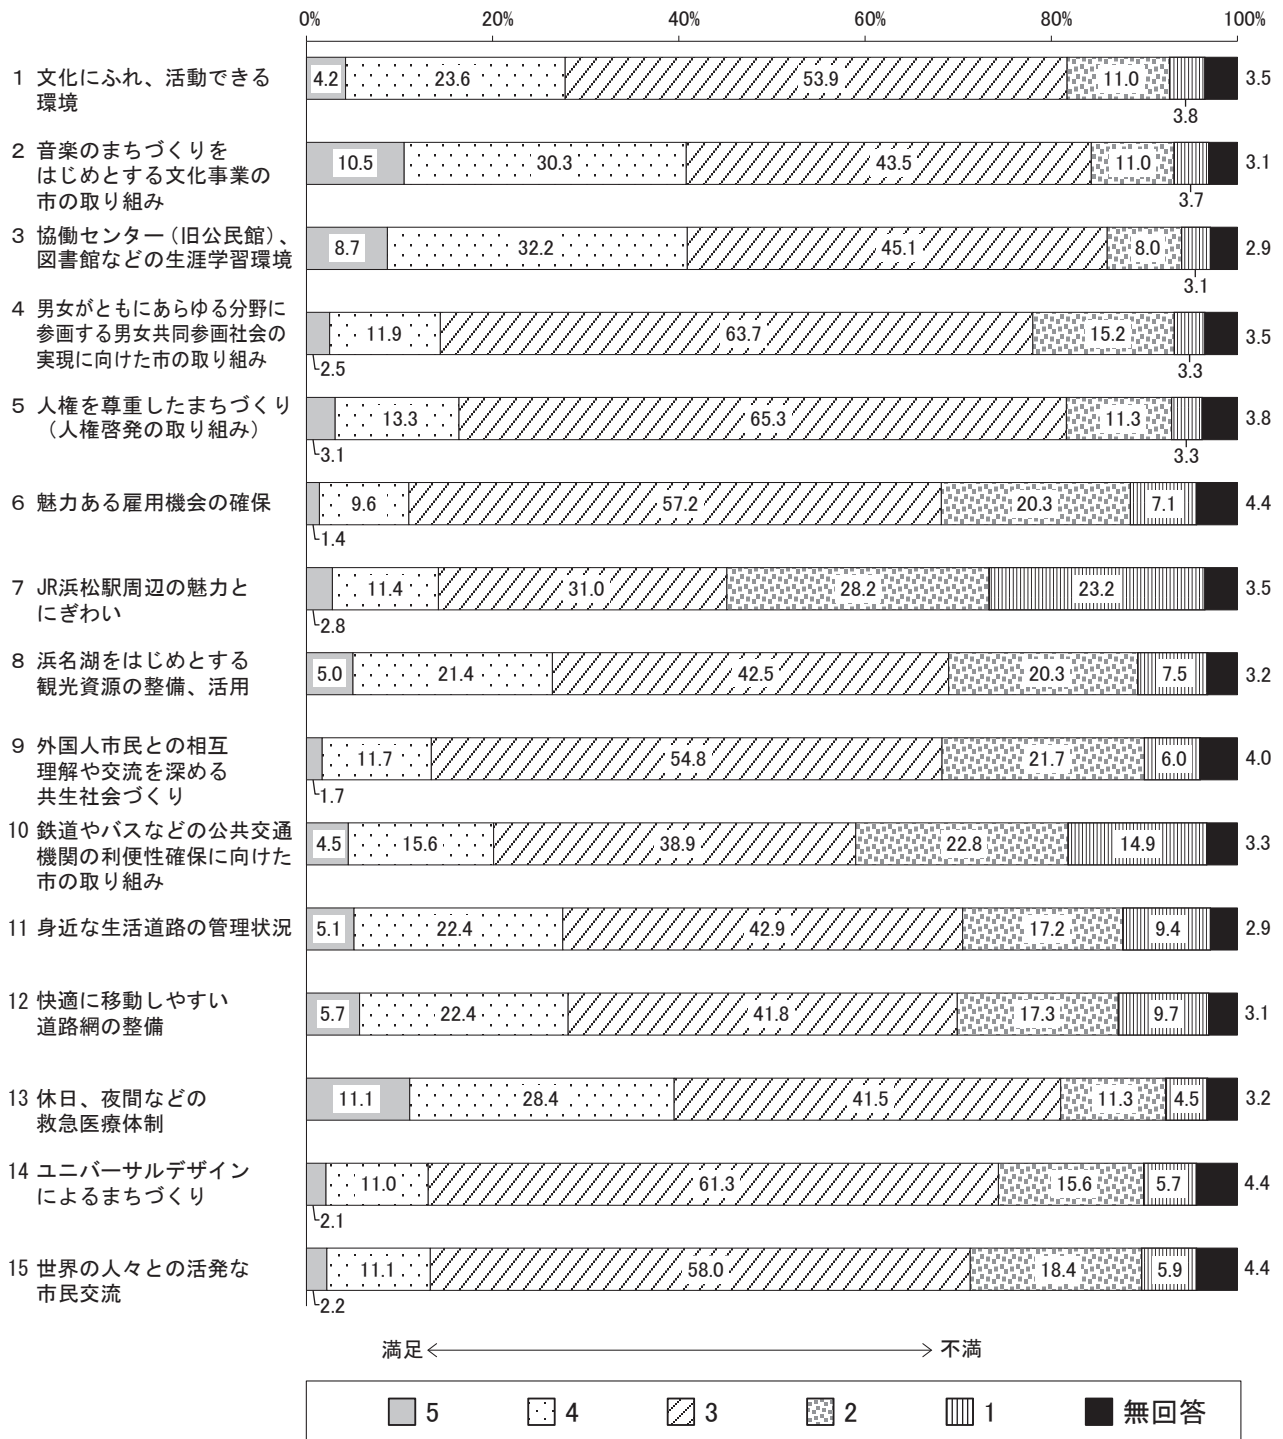 0% 20% 40% 60% 80% 100%
1 文化にふれ、活動できる
環境
4.2 23.6 53.9 11.0 3.5
3.8
2 音楽のまちづくりを
はじめとする文化事業の
市の取り組み
10.5 30.3 43.5 11.0 3.1
3.7
3 協働センター（旧公民館）、
図書館などの生涯学習環境
8.7 32.2 45.1 8.0 2.9
3.1
4 男女がともにあらゆる分野に
参画する男女共同参画社会の
実現に向けた市の取り組み
11.9 63.7 15.2 3.5
2.5 3.3
5 人権を尊重したまちづくり
（人権啓発の取り組み）
13.3 65.3 11.3 3.8
3.1 3.3
6 魅力ある雇用機会の確保
9.6 57.2 20.3 7.1 4.4
1.4
7 JR浜松駅周辺の魅力と
にぎわい
11.4 31.0 28.2 23.2 3.5
2.8
8 浜名湖をはじめとする
観光資源の整備、活用
5.0 21.4 42.5 20.3 7.5 3.2
9 外国人市民との相互
理解や交流を深める
共生社会づくり
11.7 54.8 21.7 6.0 4.0
1.7
10 鉄道やバスなどの公共交通
機関の利便性確保に向けた
市の取り組み
4.5 15.6 38.9 22.8 14.9 3.3
11 身近な生活道路の管理状況
5.1 22.4 42.9 17.2 9.4 2.9
12 快適に移動しやすい
道路網の整備
5.7 22.4 41.8 17.3 9.7 3.1
13 休日、夜間などの
救急医療体制
11.1 28.4 41.5 11.3 4.5 3.2
14 ユニバーサルデザイン
によるまちづくり
11.0 61.3 15.6 5.7 4.4
2.1
15 世界の人々との活発な
市民交流
11.1 58.0 18.4 5.9 4.4
2.2
満足 不満
5 4 3 2 1 無回答